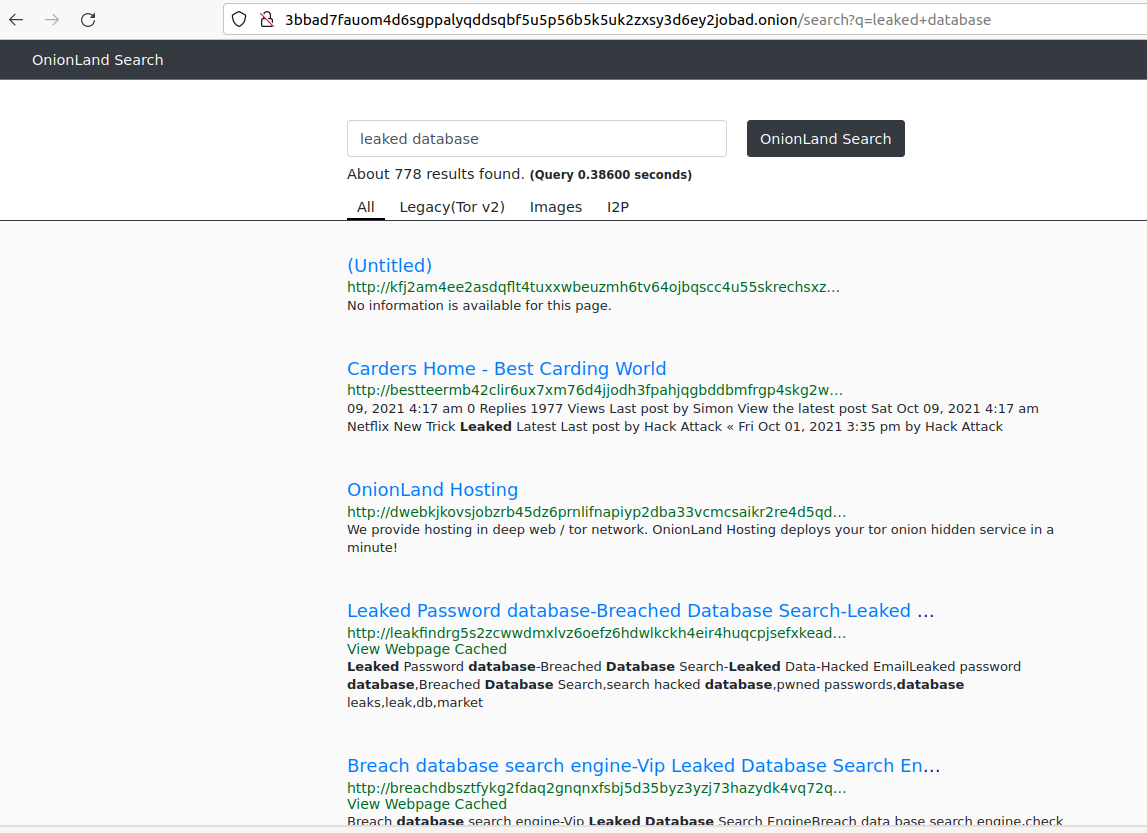 3bbad7fauom4d6sgppalyqddsqbf5u5p56b5k5uk2zxsy3d6ey2jobad.onion/search?q=leaked+database
OnionLand Search
leaked database
OnionLand Search
About 778 results found. (Query 0.38600 seconds)
All Legacy(Tor v2) Images I2P
(Untitled)
http://kfj2am4ee2asdqflt4tuxxwbeuzmh6tv64ojbqscc4u55skrechsxz...
No information is available for this page.
Carders Home - Best Carding World
http://bestteermb42clir6ux7xm76d4jjodh3fpahjqgbddbmfrgp4skg2w...
09, 2021 4:17 am 0 Replies 1977 Views Last post by Simon View the latest post Sat Oct 09, 2021 4:17 am
Netflix New Trick Leaked Latest Last post by Hack Attack « Fri Oct 01, 2021 3:35 pm by Hack Attack
OnionLand Hosting
http://dwebkjkovsjobzrb45dz6prnlifnapiyp2dba33vcmcsaikr2re4d5qd...
We provide hosting in deep web / tor network. OnionLand Hosting deploys your tor onion hidden service in a
minute!
Leaked Password database-Breached Database Search-Leaked ...
http://leakfindrg5s2zcwwdmxlvz6oefz6hdwlkckh4eir4huqcpjsefxkead...
View Webpage Cached
Leaked Password database-Breached Database Search-Leaked Data-Hacked EmailLeaked password
database,Breached Database Search,search hacked database,pwned passwords,database
leaks,leak,db,market
Breach database search engine-Vip Leaked Database Search En...
http://breachdbsztfykg2fdaq2gnqnxfsbj5d35byz3yzj73hazydk4vq72q...
View Webpage Cached
Breach database search engine-Vip Leaked Database Search EngineBreach data base search engine,check